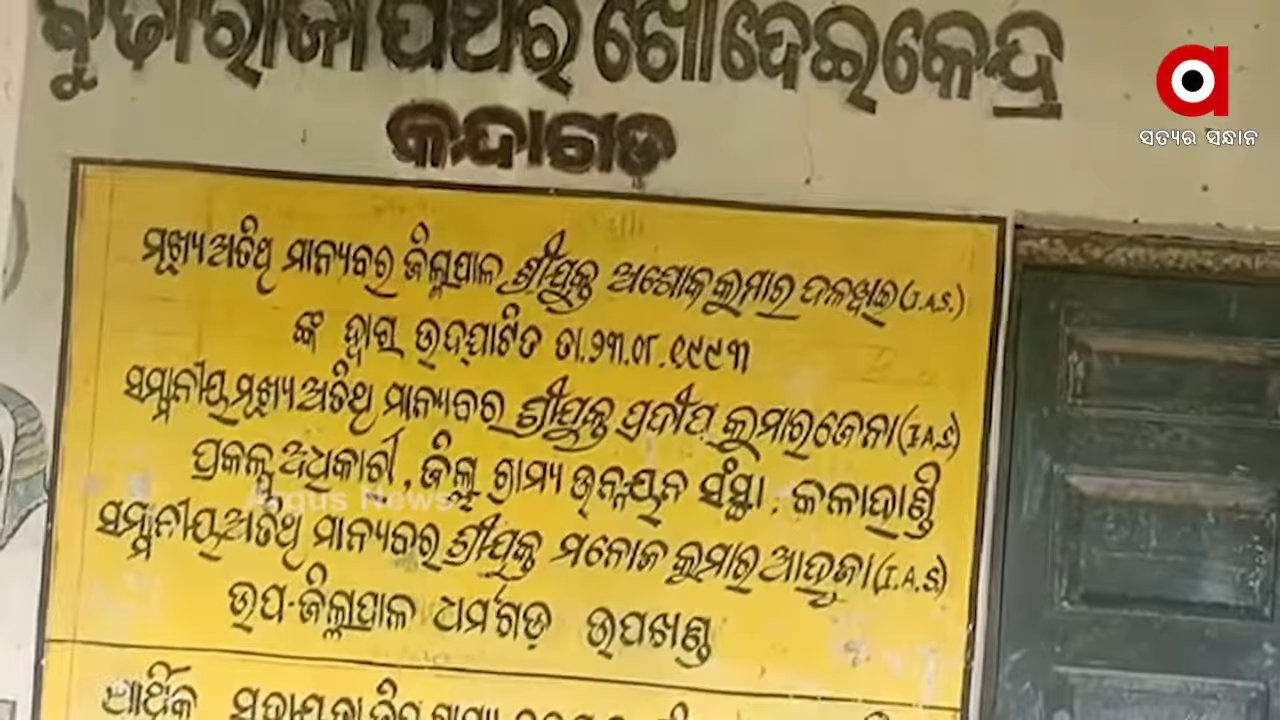 ବୁଢ଼ାରାଜା ପଥର ଖୋଦେଇ କେନ୍ଦ୍ର
କନ୍ଦାଗଡ଼
ସତ୍ୟର ସନ୍ଧାନ
ମୂଖ୍ୟ ଅତିଥି ମାନ୍ୟବର ଜିଲ୍ଲାପାଳ ଶ୍ରୀଯୁକ୍ତ ଅଶୋକ କୁମାର ଦଳୱାଇ (I.A.S.)
ଙ୍କ ଦ୍ୱାରା ଉଦ୍‌ଘାଟିତ ତା.୨୩.୦୮.୧୯୯୩
ସମ୍ମାନୀୟ ମୂଖ୍ୟ ଅତିଥି ମାନ୍ୟବର ଶ୍ରୀଯୁକ୍ତ ପ୍ରଦୀପ କୁମାର ଜେନା (I.A.S)
ପ୍ରକଳ୍ପ ଅଧିକାରୀ, ଜିଲ୍ଲା ଗ୍ରାମ୍ୟ ଉନ୍ନୟନ ସଂସ୍ଥା, କଳାହାଣ୍ଡି
Argus News
ସମ୍ମାନୀୟ ଅତିଥି ମାନ୍ୟବର ଶ୍ରୀଯୁକ୍ତ ମନୋଜ କୁମାର ଆହୁଜା (I.A.S)
ଉପ-ଜିଲ୍ଲାପାଳ ଧର୍ମଗଡ଼ ଉପଖଣ୍ଡ
ଆର୍ଥିକ